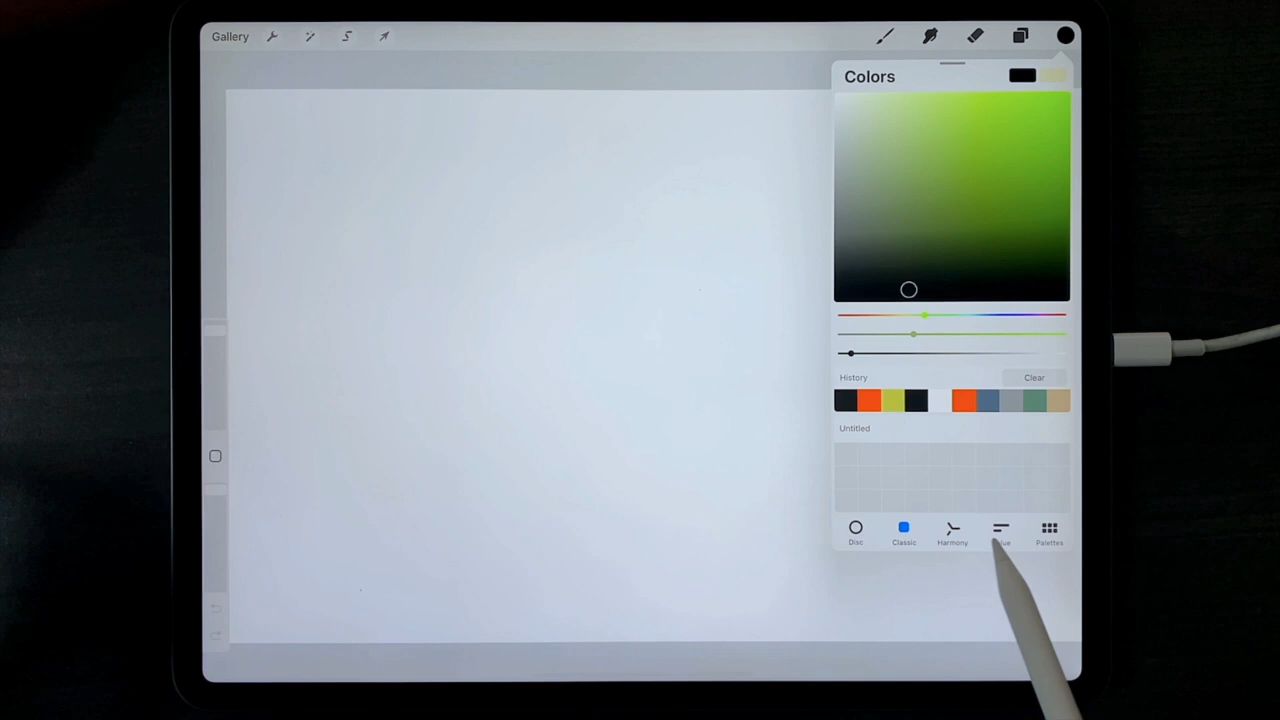 Gallery
Colors
History
Clear
Untitled
Disc
Classic
Harmony
Palettes